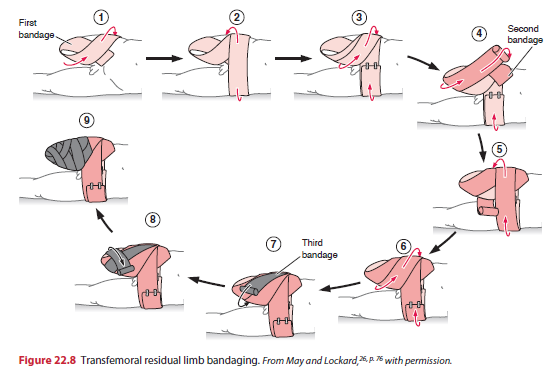 First
bandage
1
2
3
4
Second
bandage
5
6
7
Third
bandage
8
9
Figure 22.8 Transfemoral residual limb bandaging. From May and Lockard,26, p. 76 with permission.